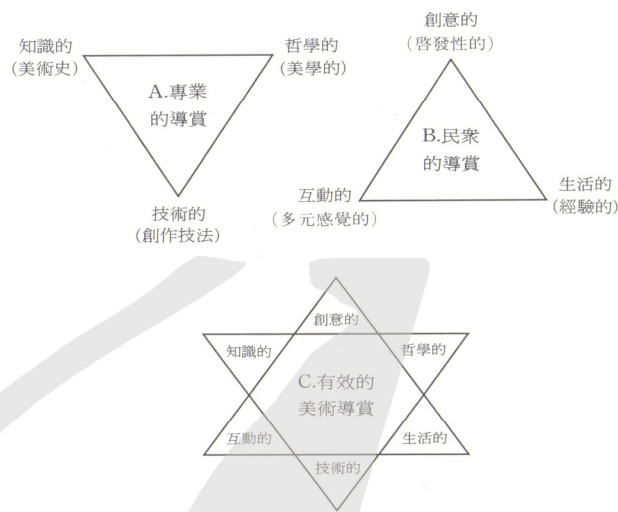 知識的
(美術史)
哲學的
(美學的)
A.專業
的導賞
技術的
(創作技法)
創意的
(啓發性的)
B.民衆
的導賞
互動的
(多元感覺的)
生活的
(經驗的)
創意的
知識的
哲學的
C.有效的
美術導賞
互動的
生活的
技術的